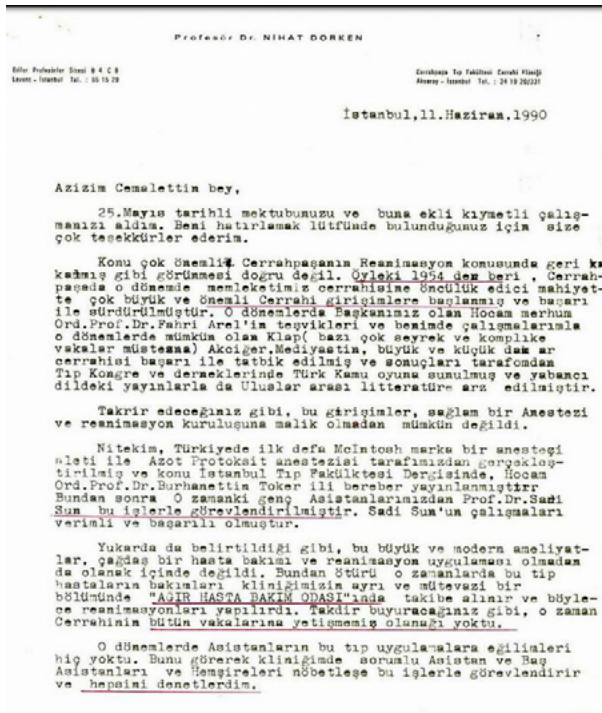 Profesör Dr. NİHAT DORKEN
Etiler Profesörler Sitesi B 4 C 8
Levent - İstanbul Tel. : 65 15 29
Cerrahpaşa Tıp Fakültesi Cerrahi Kliniği
Aksaray - İstanbul Tel. : 24 19 20/331
İstanbul,11.Haziran.1990
Azizim Cemalettin bey,
25.Mayıs tarihli mektubunuzu ve buna ekli kıymetli çalış-
manızı aldım. Beni hatırlamak lütfünde bulunduğunuz için size
çok teşekkürler ederim.
Konu çok önemli. Cerrahpaşanın Reanimasyon konusunda geri
kalmış gibi görünmesi doğru değil. Öyleki 1954 den beri , Cerrah-
paşada o dönemde memleketimiz cerrahisine öncülük edici mahiyet-
te çok büyük ve önemli Cerrahi girişimlere başlanmış ve başarı
ile sürdürülmüştür. O dönemlerde Başkanımız olan Hocam merhum
Ord.Prof.Dr.Fahri Arel'in teşvikleri ve benimde çalışmalarımla
o dönemlerde mümkün olan Klap( bazı çok seyrek ve komplike
vakalar müstesna) Akciğer.Mediyastin, büyük ve küçük damar
cerrahisi başarı ile tatbik edilmiş ve sonuçları tarafomdan
Tıp Kongre ve derneklerinde Türk Kamu oyuna sunulmuş ve yabancı
dildeki yayınlarla da Uluslar arası litteratüre arz edilmiştir.
Takrir edeceğiniz gibi, bu girişimler, sağlam bir Anestezi
ve reanimasyon kuruluşuna malik olmadan mümkün değildi.
Nitekim, Türkiyede ilk defa McIntosh marka bir anestezi
aleti ile Azot Protoksit anestezisi tarafımızdan gerçekleş-
tirilmiş ve konu İstanbul Tıp Fakülktesi Dergisinde, Hocam
Ord.Prof.Dr.Burhanettin Toker ili bereber yayınlanmıştırr
Bundan sonra O zamanki genç Asistanlarımızdan Prof.Dr.Sadi
Sun bu işlerle görevlendirilmiştir. Sadi Sun'un çalışmaları
verimli ve başarılı olmuştur.
Yukarda da belirtildiği gibi, bu büyük ve modern ameliyat-
lar, çağdaş bir hasta bakımı ve reanimasyon uygulaması olmadan
da olanak içinde değildi. Bundan ötürü o zamanlarda bu tip
hastaların bakımları kliniğimizin ayrı ve mütevazi bir
bölümünde "AĞIR HASTA BAKIM ODASI"ında takibe alınır ve böyle-
ce reanimasyonları yapılırdı. Takdir buyuracağınız gibi, o zaman
Cerrahinin bütün vakalarına yetişmemiş olanağı yoktu.
O dönemlerde Asistanların bu tıp uygulamalara eğilimleri
hiç yoktu. Bunu görerek kliniğimde sorumlu Asistan ve Baş
Asistanları ve Hemşireleri nöbetleşe bu işlerle görevlendirir
ve hepsini denetlerdim.